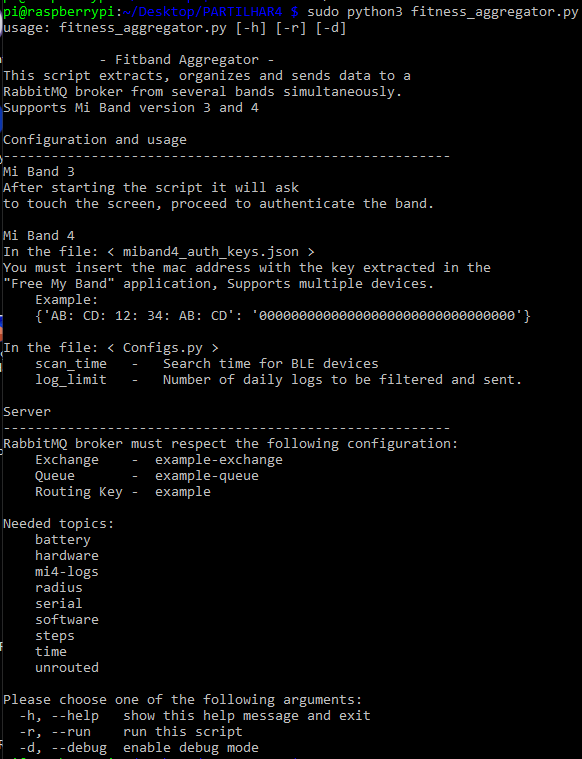 pi@raspberrypi:~/Desktop/PARTILHAR4 $ sudo python3 fitness_aggregator.py
usage: fitness_aggregator.py [-h] [-r] [-d]
- Fitband Aggregator -
This script extracts, organizes and sends data to a
RabbitMQ broker from several bands simultaneously.
Supports Mi Band version 3 and 4
Configuration and usage
--------------------------------------------------------
Mi Band 3
After starting the script it will ask
to touch the screen, proceed to authenticate the band.
Mi Band 4
In the file: < miband4_auth_keys.json >
You must insert the mac address with the key extracted in the
"Free My Band" application, Supports multiple devices.
Example:
{'AB: CD: 12: 34: AB: CD': '00000000000000000000000000000000'}
In the file: < Configs.py >
scan_time   -   Search time for BLE devices
log_limit   -   Number of daily logs to be filtered and sent.
Server
--------------------------------------------------------
RabbitMQ broker must respect the following configuration:
Exchange    -  example-exchange
Queue       -  example-queue
Routing Key -  example
Needed topics:
battery
hardware
mi4-logs
radius
serial
software
steps
time
unrouted
Please choose one of the following arguments:
-h, --help   show this help message and exit
-r, --run    run this script
-d, --debug  enable debug mode